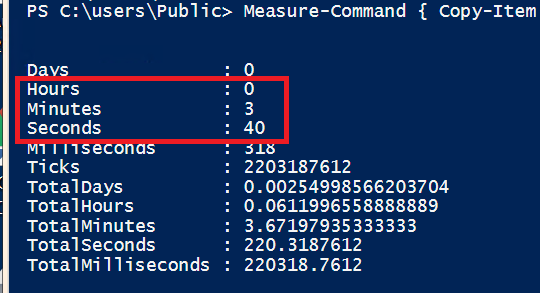 PS C:\users\Public> Measure-Command { Copy-Item
Days : 0
Hours : 0
Minutes : 3
Seconds : 40
Milliseconds : 318
Ticks : 2203187612
TotalDays : 0.00254998566203704
TotalHours : 0.0611996558888889
TotalMinutes : 3.67197935333333
TotalSeconds : 220.3187612
TotalMilliseconds : 220318.7612